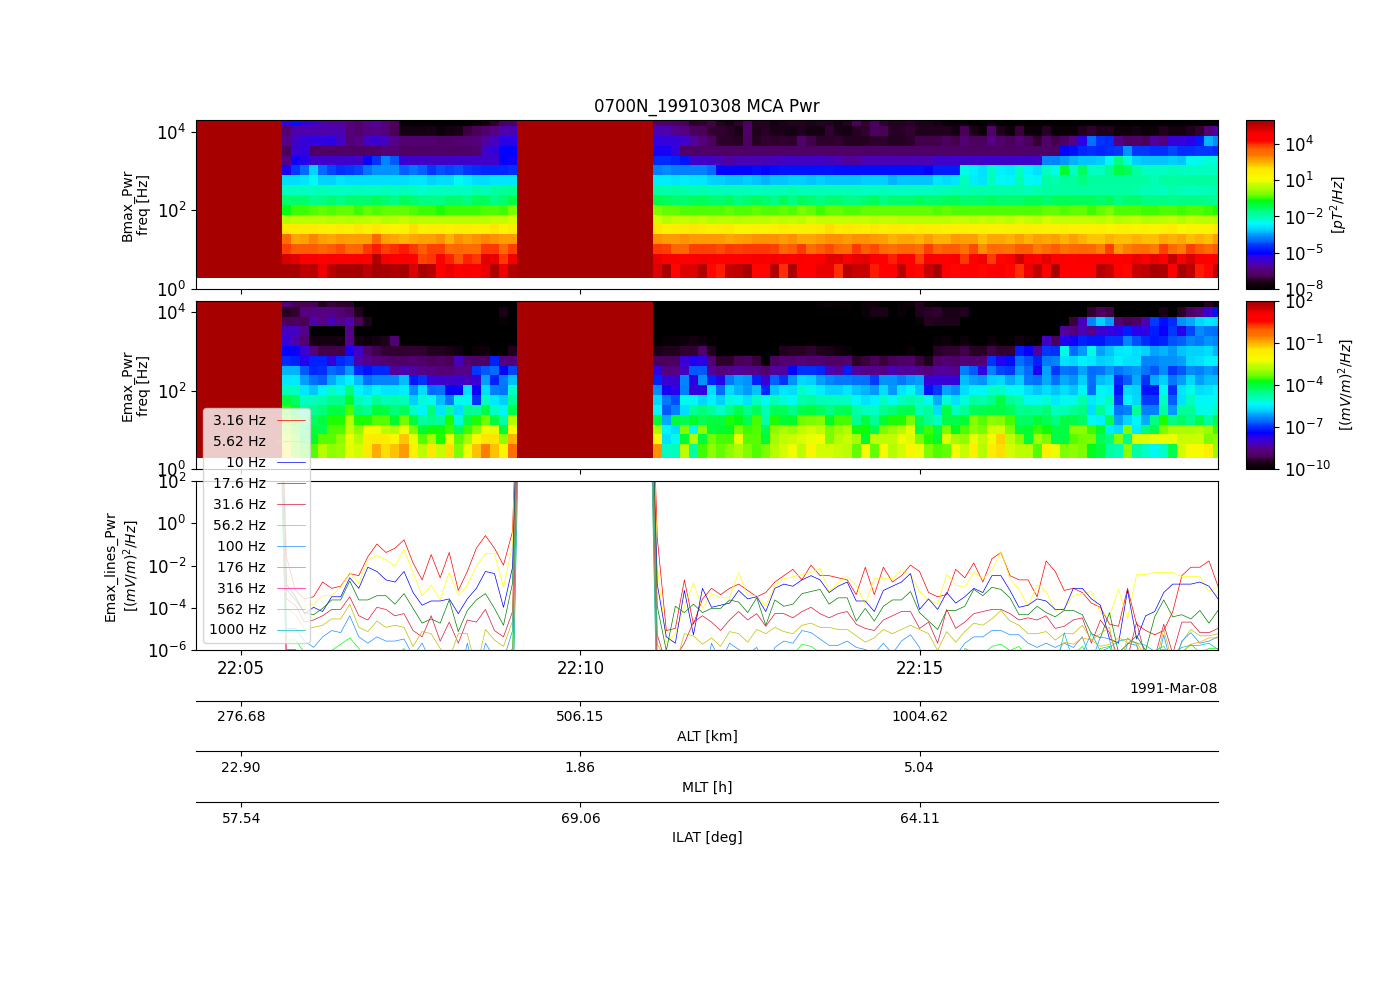 0700N_19910308 MCA Pwr
10^4
10^2
10^0
Bmax_Pwr
freq [Hz]
10^4
10^1
10^-2
10^-5
10^-8
[pT^2/Hz]
10^4
10^2
10^0
Emax_Pwr
freq [Hz]
10^2
10^-1
10^-4
10^-7
10^-10
[(mV/m)^2/Hz]
3.16 Hz
5.62 Hz
10 Hz
17.6 Hz
31.6 Hz
56.2 Hz
100 Hz
176 Hz
316 Hz
562 Hz
1000 Hz
10^2
10^0
10^-2
10^-4
10^-6
Emax_lines_Pwr
[(mV/m)^2/Hz]
22:05 22:10 22:15
1991-Mar-08
276.68 506.15 1004.62
ALT [km]
22.90 1.86 5.04
MLT [h]
57.54 69.06 64.11
ILAT [deg]